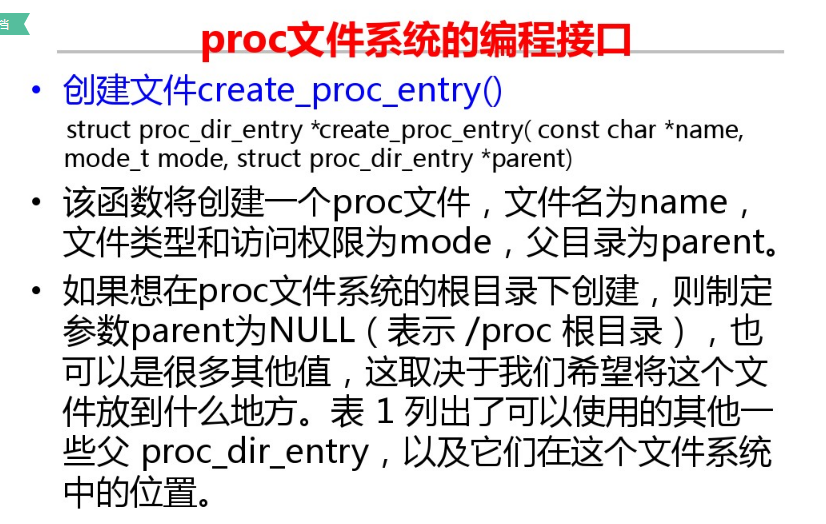 档
proc文件系统的编程接口
• 创建文件create_proc_entry()
struct proc_dir_entry *create_proc_entry( const char *name,
mode_t mode, struct proc_dir_entry *parent)
• 该函数将创建一个proc文件，文件名为name，
文件类型和访问权限为mode，父目录为parent。
• 如果想在proc文件系统的根目录下创建，则制定
参数parent为NULL（表示 /proc 根目录），也
可以是很多其他值，这取决于我们希望将这个文
件放到什么地方。表 1 列出了可以使用的其他一
些父 proc_dir_entry，以及它们在这个文件系统
中的位置。